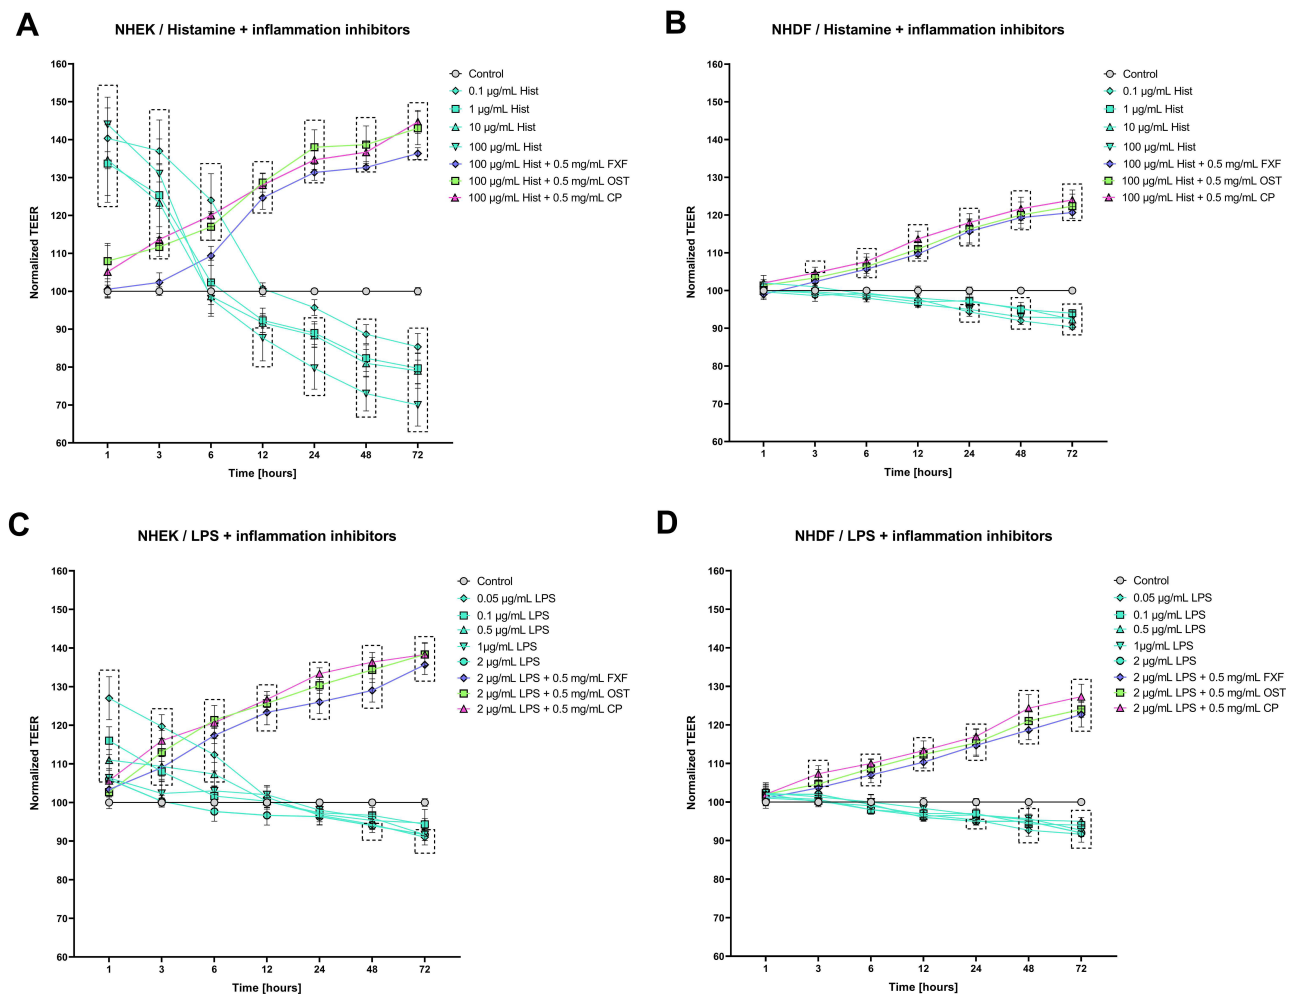 A
NHEK / Histamine + inflammation inhibitors
Normalized TEER
160
150
140
130
120
110
100
90
80
70
60
1 3 6 12 24 48 72
Time [hours]
Control
0.1 µg/mL Hist
1 µg/mL Hist
10 µg/mL Hist
100 µg/mL Hist
100 µg/mL Hist + 0.5 mg/mL FXF
100 µg/mL Hist + 0.5 mg/mL OST
100 µg/mL Hist + 0.5 mg/mL CP
B
NHDF / Histamine + inflammation inhibitors
Normalized TEER
160
150
140
130
120
110
100
90
80
70
60
1 3 6 12 24 48 72
Time [hours]
Control
0.1 µg/mL Hist
1 µg/mL Hist
10 µg/mL Hist
100 µg/mL Hist
100 µg/mL Hist + 0.5 mg/mL FXF
100 µg/mL Hist + 0.5 mg/mL OST
100 µg/mL Hist + 0.5 mg/mL CP
C
NHEK / LPS + inflammation inhibitors
Normalized TEER
160
150
140
130
120
110
100
90
80
70
60
1 3 6 12 24 48 72
Time [hours]
Control
0.05 µg/mL LPS
0.1 µg/mL LPS
0.5 µg/mL LPS
1µg/mL LPS
2 µg/mL LPS
2 µg/mL LPS + 0.5 mg/mL FXF
2 µg/mL LPS + 0.5 mg/mL OST
2 µg/mL LPS + 0.5 mg/mL CP
D
NHDF / LPS + inflammation inhibitors
Normalized TEER
160
150
140
130
120
110
100
90
80
70
60
1 3 6 12 24 48 72
Time [hours]
Control
0.05 µg/mL LPS
0.1 µg/mL LPS
0.5 µg/mL LPS
1µg/mL LPS
2 µg/mL LPS
2 µg/mL LPS + 0.5 mg/mL FXF
2 µg/mL LPS + 0.5 mg/mL OST
2 µg/mL LPS + 0.5 mg/mL CP